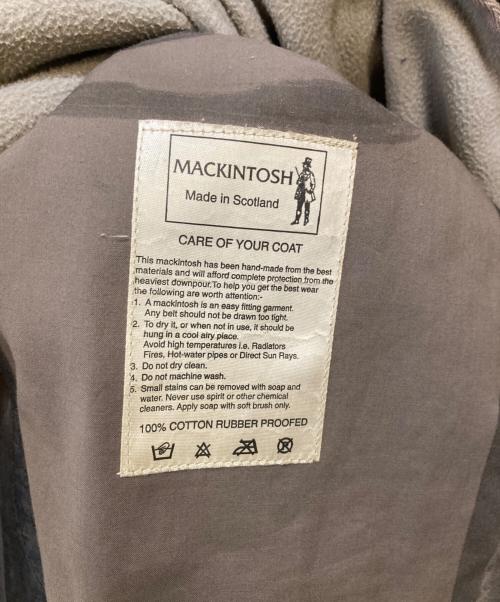 MACKINTOSH
Made in Scotland
CARE OF YOUR COAT
This mackintosh has been hand-made from the best
materials and will afford complete protection from the
heaviest downpour.To help you get the best wear
the following are worth attention:-
1. A mackintosh is an easy fitting garment.
Any belt should not be drawn too tight.
2. To dry it, or when not in use, it should be
hung in a cool airy place.
Avoid high temperatures i.e. Radiators
Fires, Hot-water pipes or Direct Sun Rays.
3. Do not dry clean.
4. Do not machine wash.
5. Small stains can be removed with soap and
water. Never use spirit or other chemical
cleaners. Apply soap with soft brush only.
100% COTTON RUBBER PROOFED